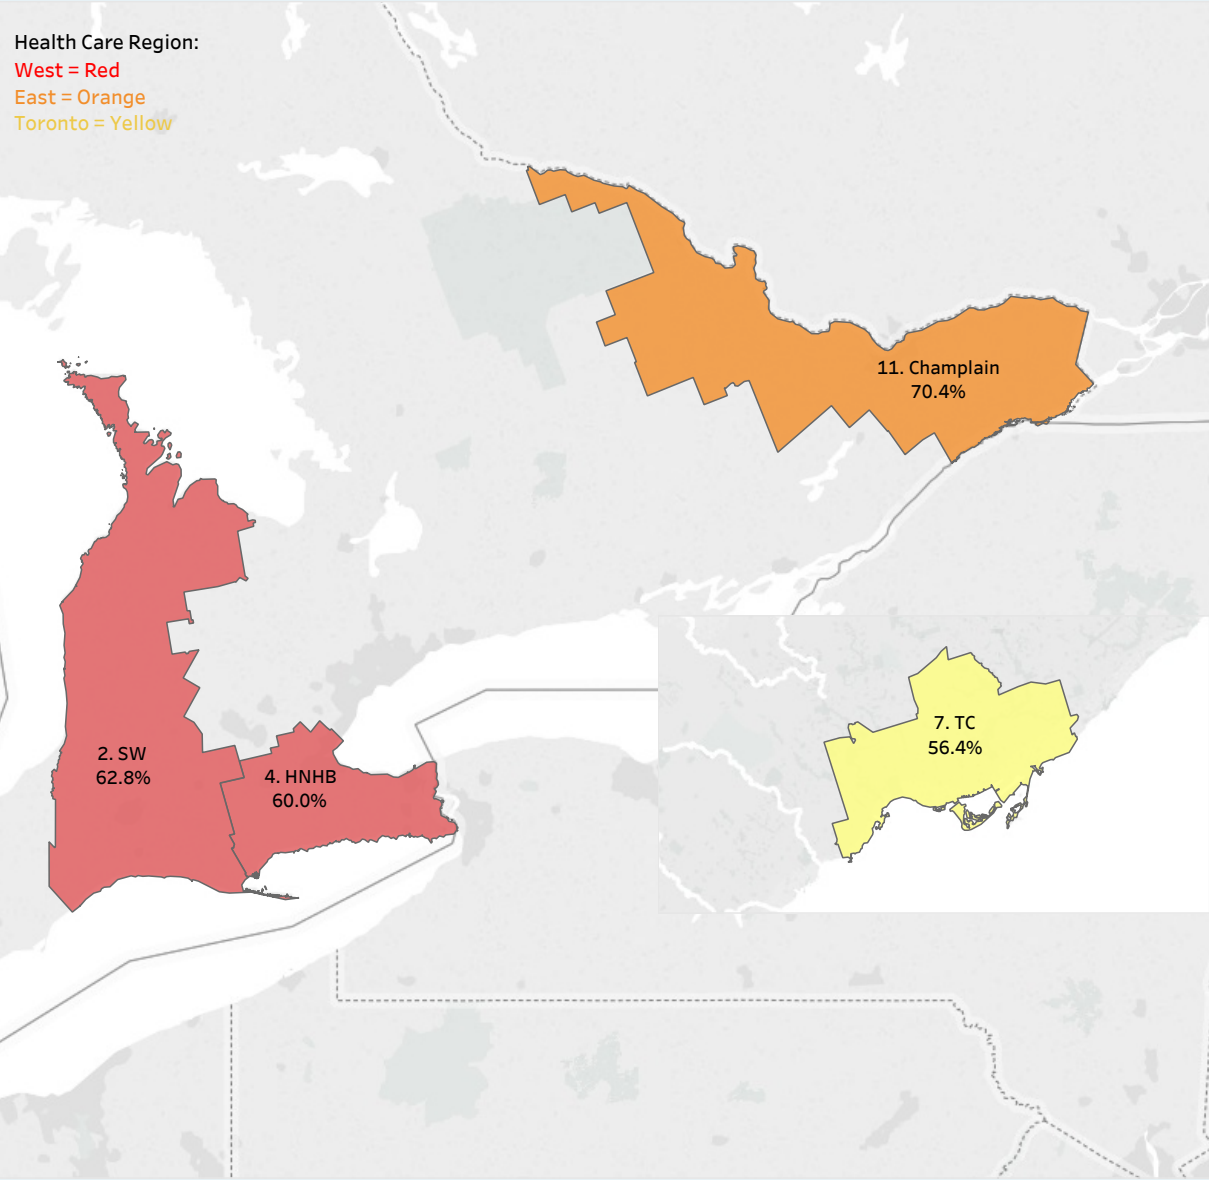 Health Care Region:
West = Red
East = Orange
Toronto = Yellow
11. Champlain
70.4%
7. TC
56.4%
2. SW
62.8%
4. HNHB
60.0%